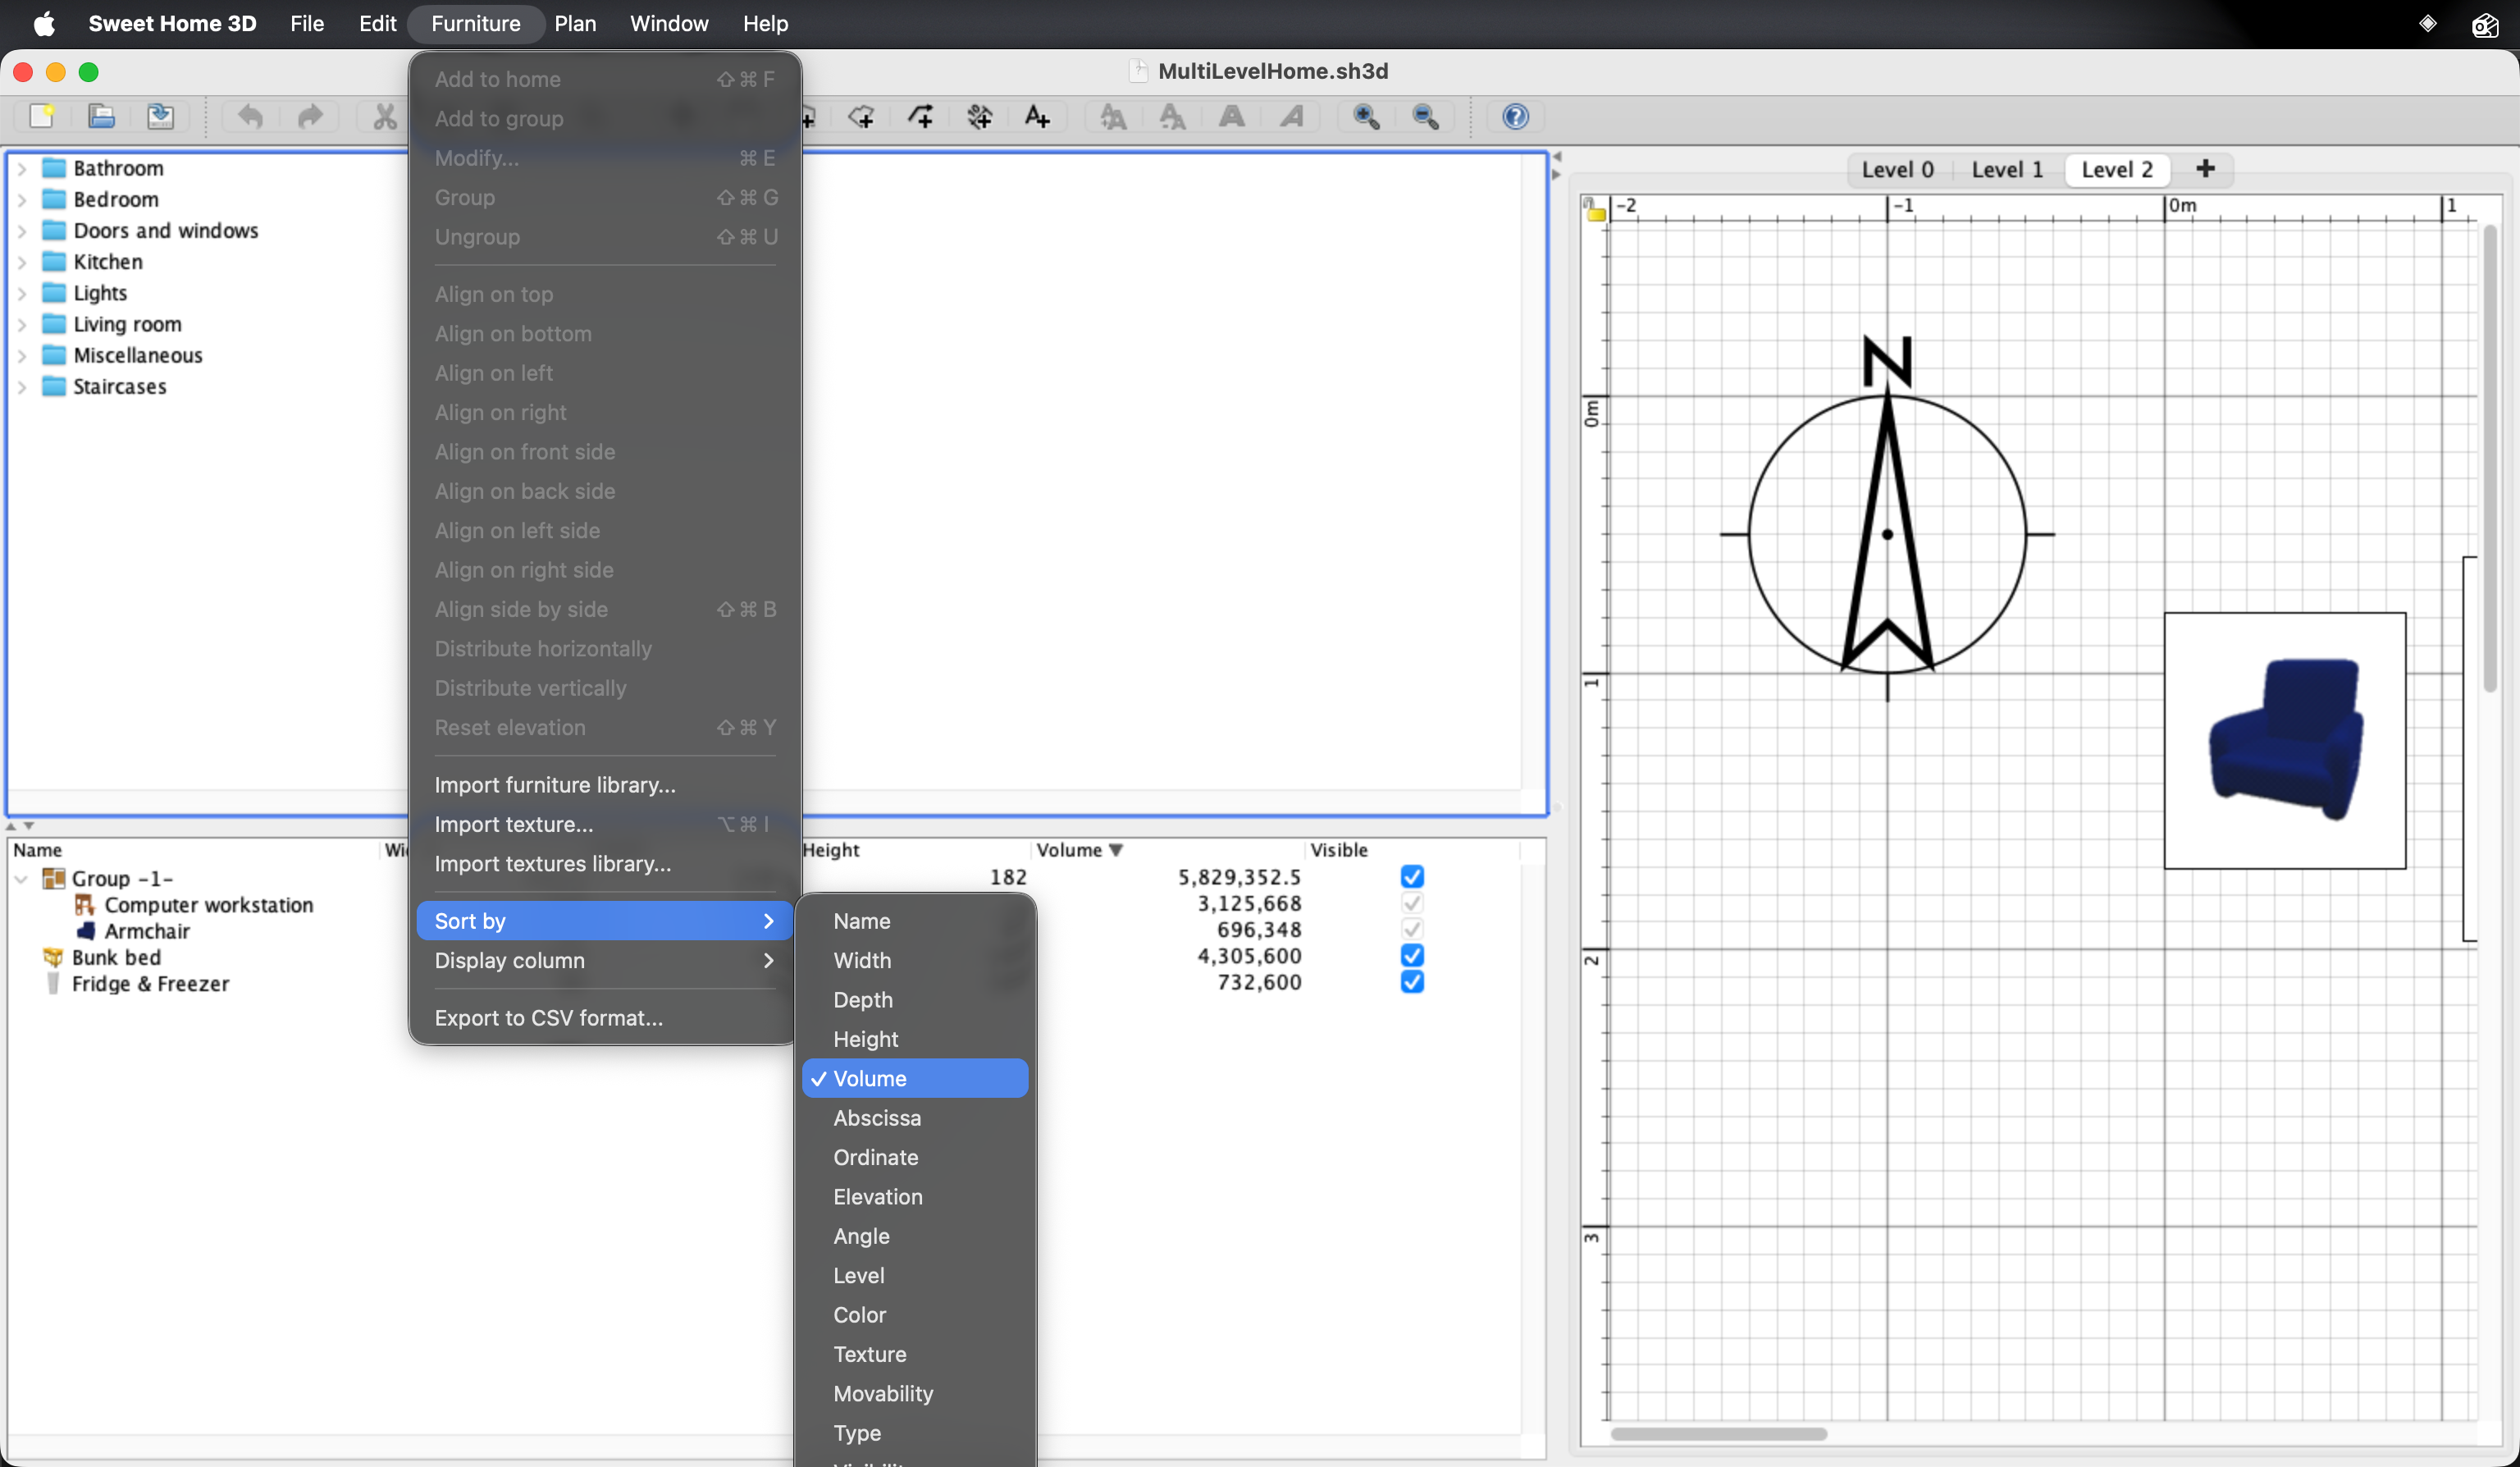 Sweet Home 3D File Edit Furniture Plan Window Help
MultiLevelHome.sh3d
Add to home ⇧⌘F
Add to group
Modify... ⌘E
Group ⇧⌘G
Ungroup ⇧⌘U
Align on top
Align on bottom
Align on left
Align on right
Align on front side
Align on back side
Align on left side
Align on right side
Align side by side ⇧⌘B
Distribute horizontally
Distribute vertically
Reset elevation ⇧⌘Y
Import furniture library...
Import texture... ⌥⌘I
Import textures library...
Sort by
Display column
Export to CSV format...
Name
Width
Depth
Height
✓ Volume
Abscissa
Ordinate
Elevation
Angle
Level
Color
Texture
Movability
Type
Bathroom
Bedroom
Doors and windows
Kitchen
Lights
Living room
Miscellaneous
Staircases
Name Height Volume ▼ Visible
Group -1- 182 5,829,352.5
Computer workstation 3,125,668
Armchair 696,348
Bunk bed 4,305,600
Fridge & Freezer 732,600
Level 0 Level 1 Level 2 +
-2 -1 0m 1
N
0m
1
2
3